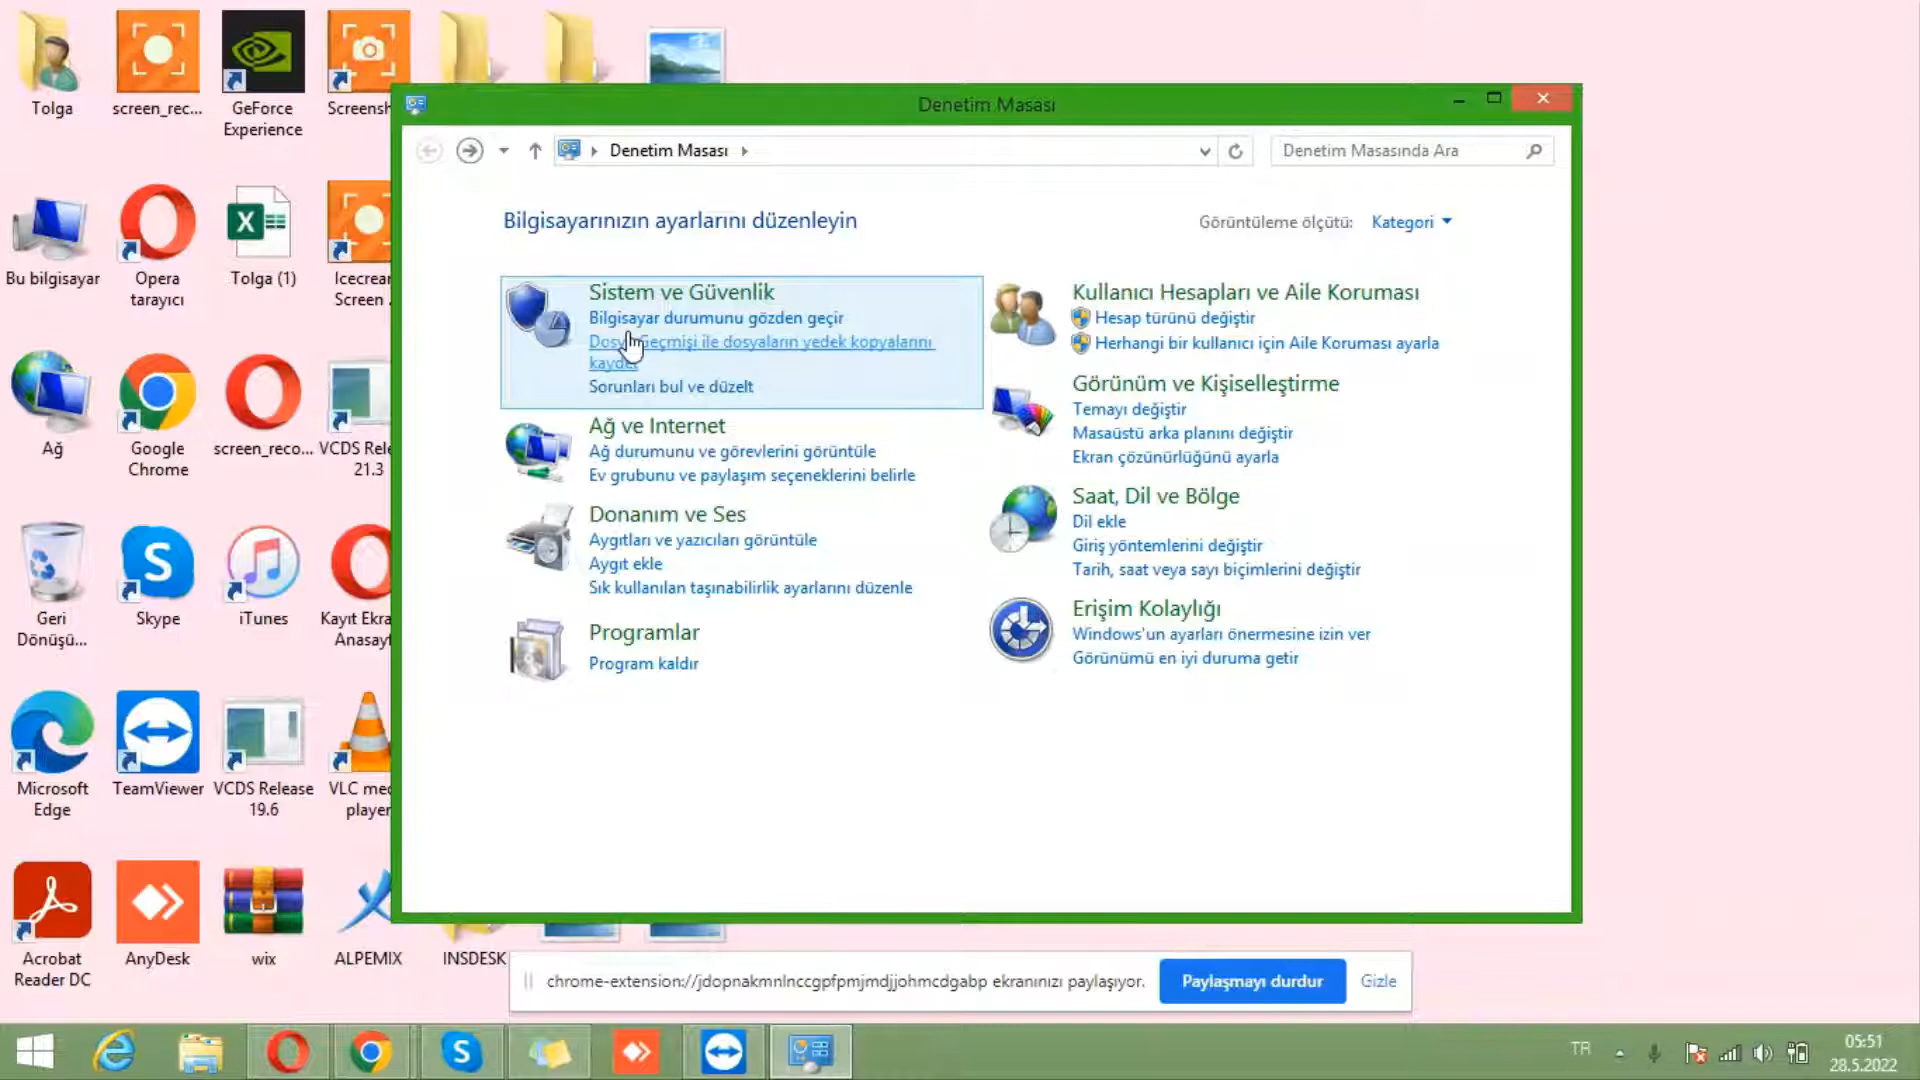 Tolga
screen_rec...
GeForce
Experience
Screensh
Bu bilgisayar
Opera
tarayıcı
Tolga (1)
Icecrear
Screen .
Ağ
Google
Chrome
screen_reco...
VCDS Rele
21.3
Geri
Dönüşü...
Skype
iTunes
Kayıt Ekra
Anasayf
Microsoft
Edge
TeamViewer
VCDS Release
19.6
VLC mec
player
Acrobat
Reader DC
AnyDesk
wix
ALPEMIX
INSDESK
Denetim Masası
Denetim Masası
Denetim Masasında Ara
Bilgisayarınızın ayarlarını düzenleyin
Görüntüleme ölçütü: Kategori
Sistem ve Güvenlik
Bilgisayar durumunu gözden geçir
Dosya Geçmişi ile dosyaların yedek kopyalarını
kaydet
Sorunları bul ve düzelt
Ağ ve Internet
Ağ durumunu ve görevlerini görüntüle
Ev grubunu ve paylaşım seçeneklerini belirle
Donanım ve Ses
Aygıtları ve yazıcıları görüntüle
Aygıt ekle
Sık kullanılan taşınabilirlik ayarlarını düzenle
Programlar
Program kaldır
Kullanıcı Hesapları ve Aile Koruması
Hesap türünü değiştir
Herhangi bir kullanıcı için Aile Koruması ayarla
Görünüm ve Kişiselleştirme
Temayı değiştir
Masaüstü arka planını değiştir
Ekran çözünürlüğünü ayarla
Saat, Dil ve Bölge
Dil ekle
Giriş yöntemlerini değiştir
Tarih, saat veya sayı biçimlerini değiştir
Erişim Kolaylığı
Windows'un ayarları önermesine izin ver
Görünümü en iyi duruma getir
chrome-extension://jdopnakmnlnccgpfpmjmdjjohmcdgabp ekranınızı paylaşıyor.
Paylaşmayı durdur
Gizle
TR
05:51
28.5.2022